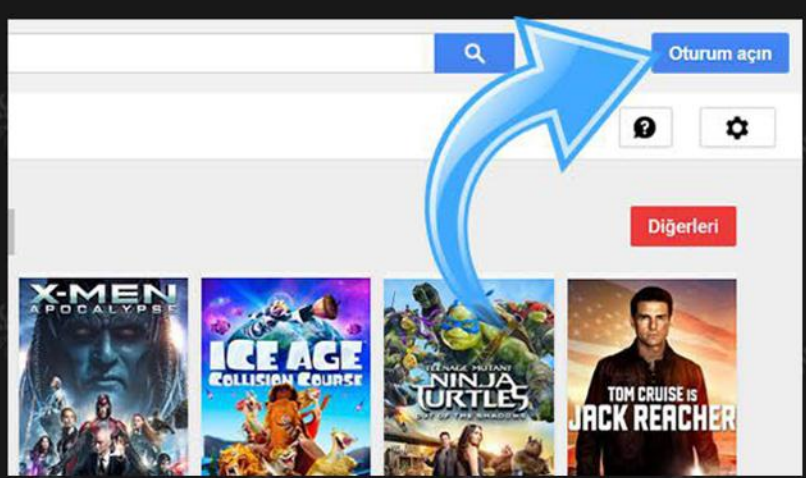 Oturum açın
Diğerleri
X-MEN
APOCALYPSE
ICE AGE
COLLISION COURSE
TEENAGE MUTANT
NINJA
TURTLES
OUT OF THE SHADOWS
TOM CRUISE IS
JACK REACHER